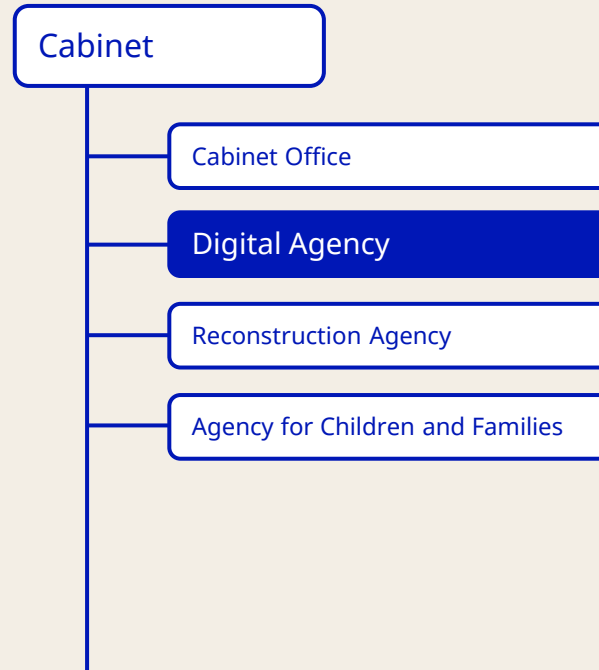 Cabinet
Cabinet Office
Digital Agency
Reconstruction Agency
Agency for Children and Families